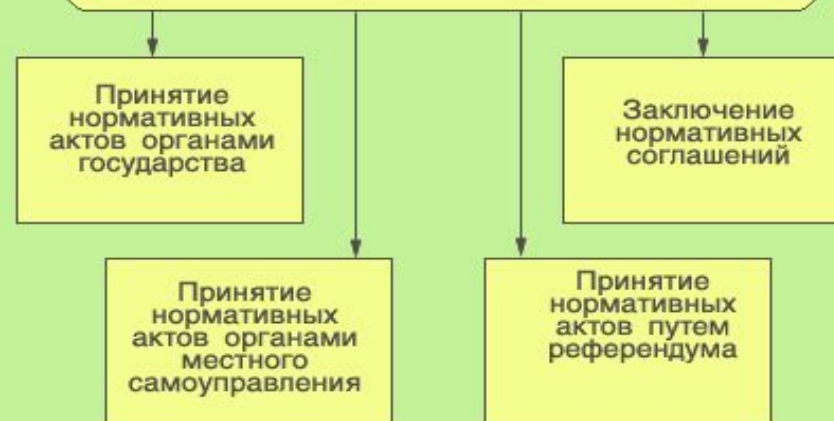 Принятие
нормативных
актов органами
государства
Заключение
нормативных
соглашений
Принятие
нормативных
актов органами
местного
самоуправления
Принятие
нормативных
актов путем
референдума